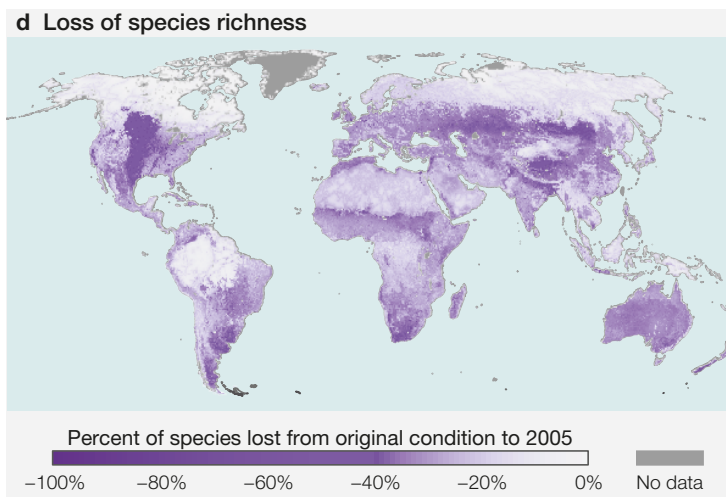 d Loss of species richness
Percent of species lost from original condition to 2005
−100% −80% −60% −40% −20% 0% No data